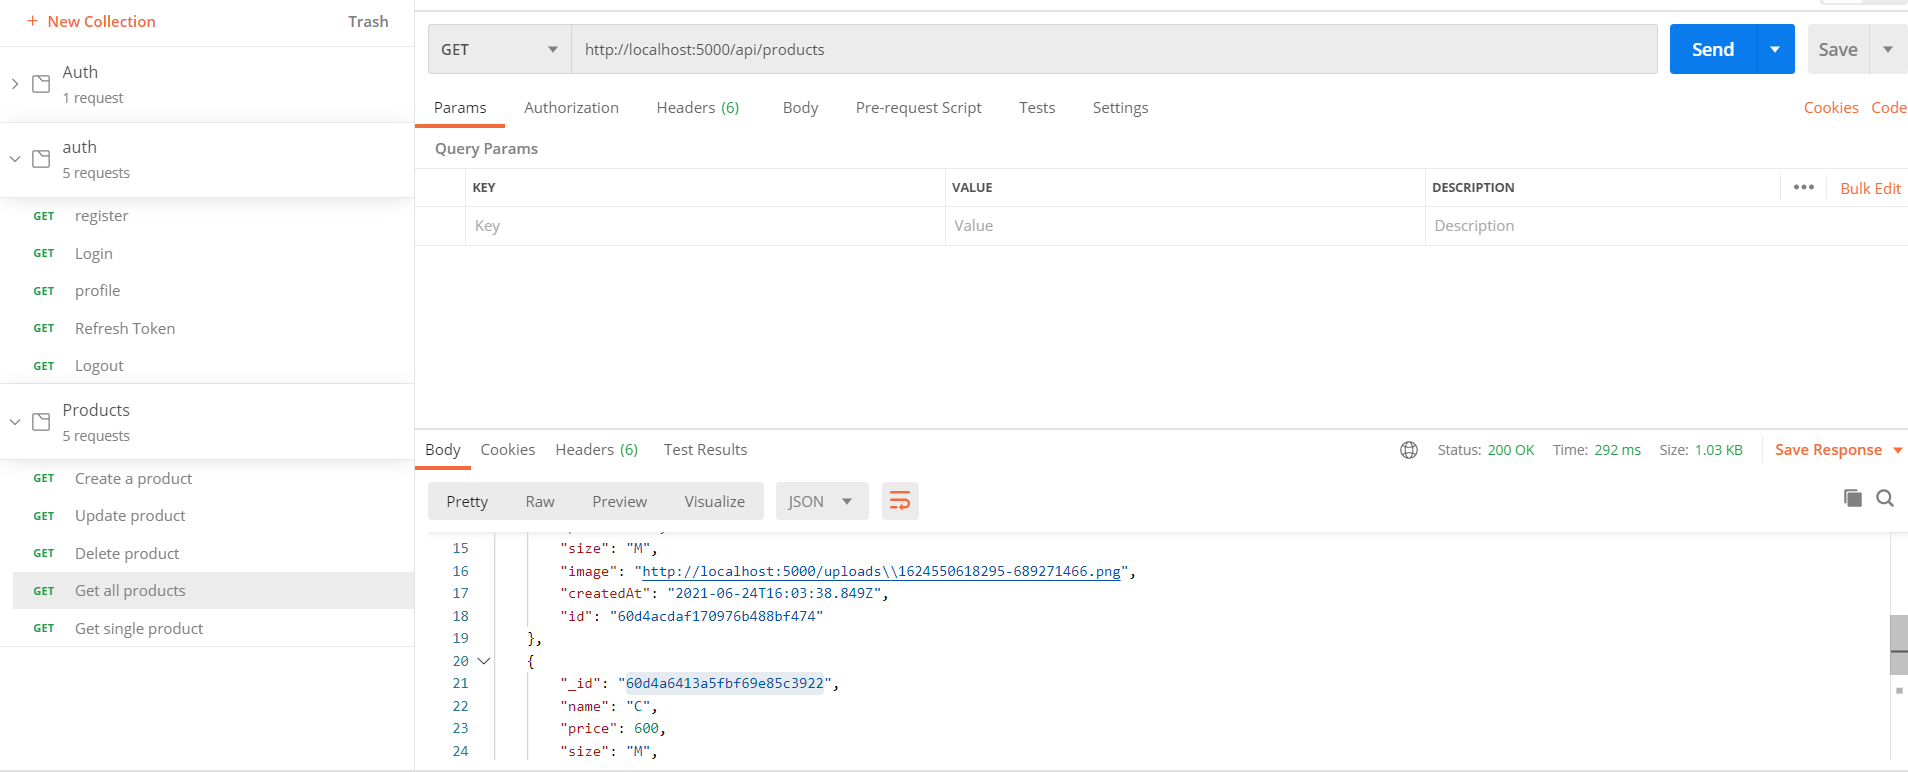 + New Collection
Trash
Auth
1 request
auth
5 requests
GET register
GET Login
GET profile
GET Refresh Token
GET Logout
Products
5 requests
GET Create a product
GET Update product
GET Delete product
GET Get all products
GET Get single product
GET http://localhost:5000/api/products Send Save
Params Authorization Headers (6) Body Pre-request Script Tests Settings Cookies Code
Query Params
KEY VALUE DESCRIPTION ••• Bulk Edit
Key Value Description
Body Cookies Headers (6) Test Results Status: 200 OK Time: 292 ms Size: 1.03 KB Save Response
Pretty Raw Preview Visualize JSON
15 "size": "M",
16 "image": "http://localhost:5000/uploads\\1624550618295-689271466.png",
17 "createdAt": "2021-06-24T16:03:38.849Z",
18 "id": "60d4acdaf170976b488bf474"
19 },
20 {
21 "_id": "60d4a6413a5fbf69e85c3922",
22 "name": "C",
23 "price": 600,
24 "size": "M",